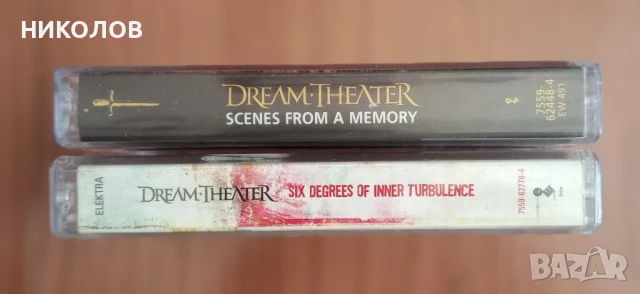 НИКОЛОВ
DREAM·THEATER
SCENES FROM A MEMORY
7559-
62448-4
EW 491
ELEKTRA
DREAM·THEATER
SIX DEGREES OF INNER TURBULENCE
7559-62778-4
BAZAR